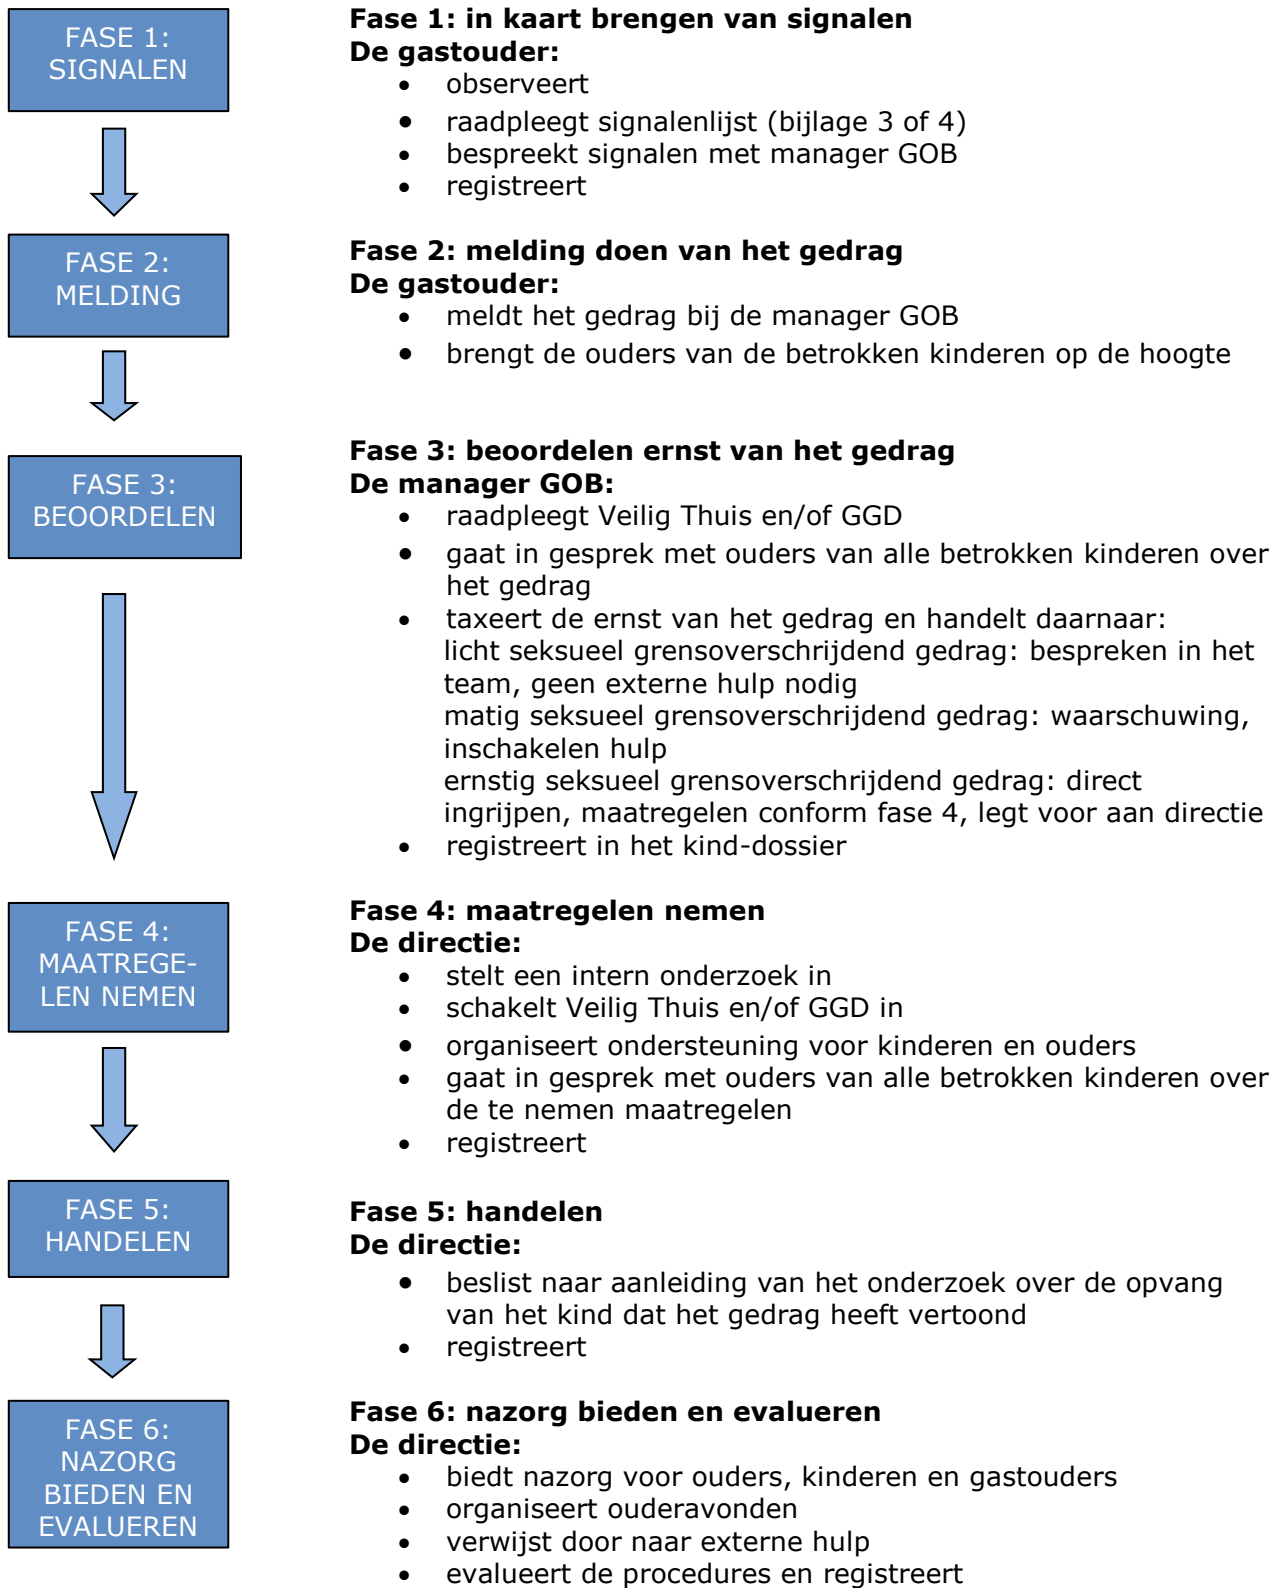 FASE 1:
SIGNALEN
Fase 1: in kaart brengen van signalen
De gastouder:
• observeert
• raadpleegt signalenlijst (bijlage 3 of 4)
• bespreekt signalen met manager GOB
• registreert
FASE 2:
MELDING
Fase 2: melding doen van het gedrag
De gastouder:
• meldt het gedrag bij de manager GOB
• brengt de ouders van de betrokken kinderen op de hoogte
FASE 3:
BEOORDELEN
Fase 3: beoordelen ernst van het gedrag
De manager GOB:
• raadpleegt Veilig Thuis en/of GGD
• gaat in gesprek met ouders van alle betrokken kinderen over
het gedrag
• taxeert de ernst van het gedrag en handelt daarnaar:
licht seksueel grensoverschrijdend gedrag: bespreken in het
team, geen externe hulp nodig
matig seksueel grensoverschrijdend gedrag: waarschuwing,
inschakelen hulp
ernstig seksueel grensoverschrijdend gedrag: direct
ingrijpen, maatregelen conform fase 4, legt voor aan directie
• registreert in het kind-dossier
FASE 4:
MAATREGE-
LEN NEMEN
Fase 4: maatregelen nemen
De directie:
• stelt een intern onderzoek in
• schakelt Veilig Thuis en/of GGD in
• organiseert ondersteuning voor kinderen en ouders
• gaat in gesprek met ouders van alle betrokken kinderen over
de te nemen maatregelen
• registreert
FASE 5:
HANDELEN
Fase 5: handelen
De directie:
• beslist naar aanleiding van het onderzoek over de opvang
van het kind dat het gedrag heeft vertoond
• registreert
FASE 6:
NAZORG
BIEDEN EN
EVALUEREN
Fase 6: nazorg bieden en evalueren
De directie:
• biedt nazorg voor ouders, kinderen en gastouders
• organiseert ouderavonden
• verwijst door naar externe hulp
• evalueert de procedures en registreert